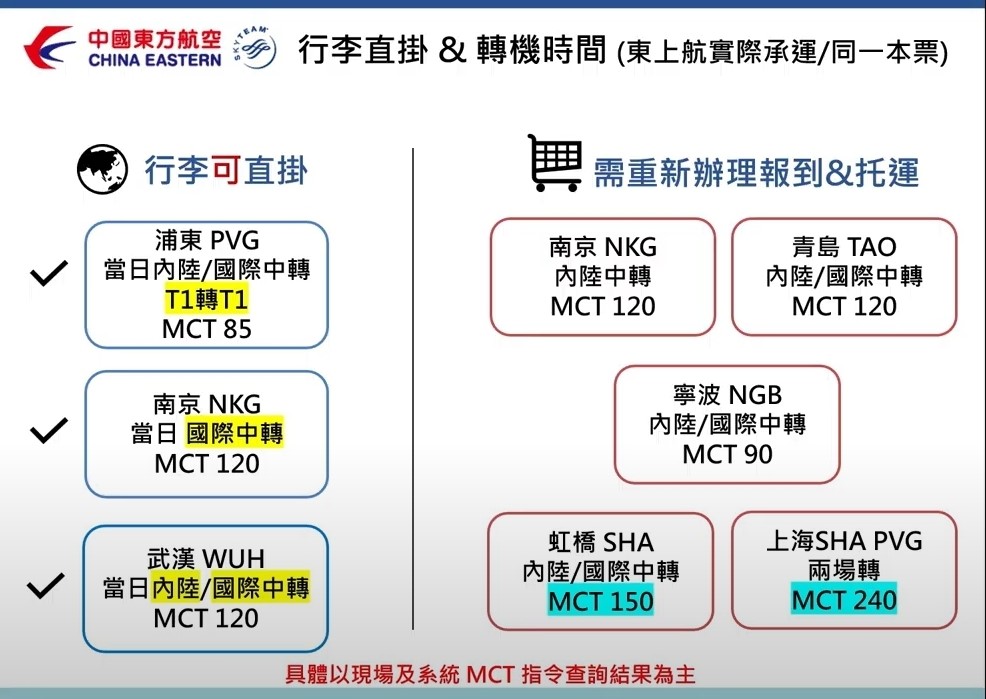 中國東方航空
CHINA EASTERN
SKYTEAM
行李直掛 & 轉機時間 (東上航實際承運/同一本票)
行李可直掛
浦東 PVG
當日內陸/國際中轉
T1轉T1
MCT 85
南京 NKG
當日 國際中轉
MCT 120
武漢 WUH
當日內陸/國際中轉
MCT 120
需重新辦理報到&托運
南京 NKG
內陸中轉
MCT 120
青島 TAO
內陸/國際中轉
MCT 120
寧波 NGB
內陸/國際中轉
MCT 90
虹橋 SHA
內陸/國際中轉
MCT 150
上海SHA PVG
兩場轉
MCT 240
具體以現場及系統 MCT 指令查詢結果為主